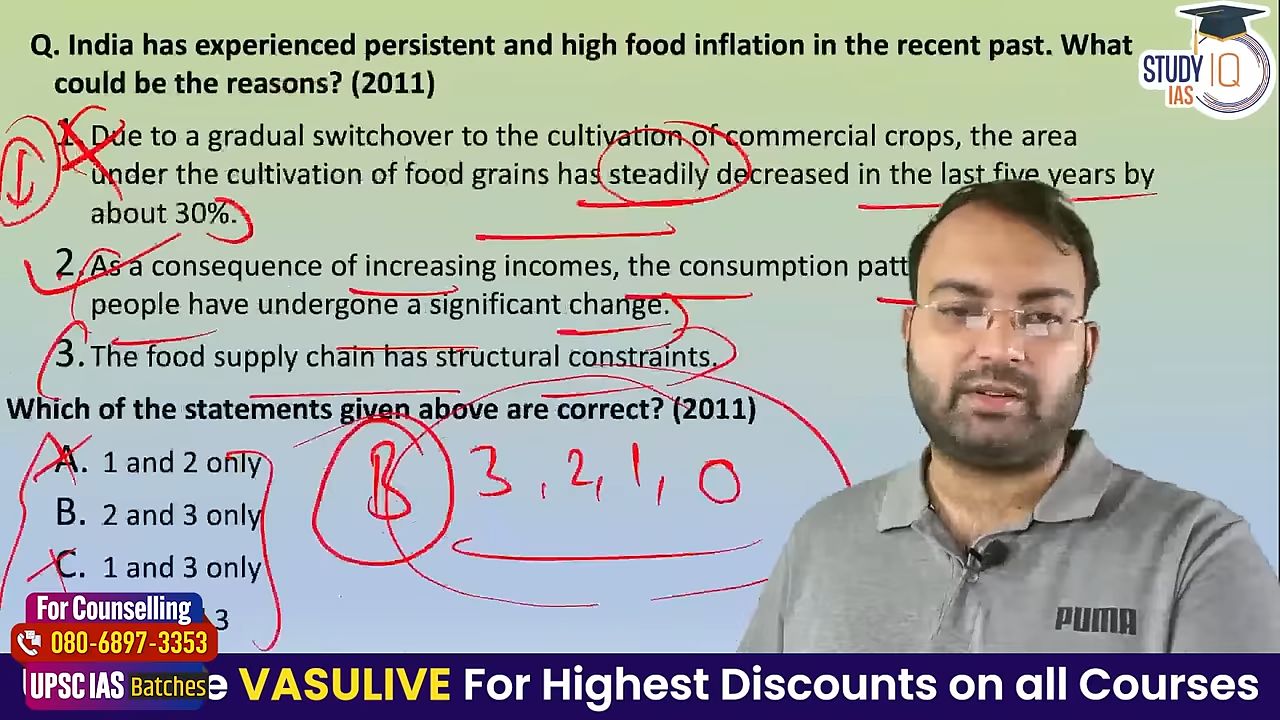 Q. India has experienced persistent and high food inflation in the recent past. What
could be the reasons? (2011)
STUDY IQ
IAS
1. Due to a gradual switchover to the cultivation of commercial crops, the area
under the cultivation of food grains has steadily decreased in the last five years by
about 30%.
2. As a consequence of increasing incomes, the consumption patt
people have undergone a significant change.
3. The food supply chain has structural constraints.
Which of the statements given above are correct? (2011)
A. 1 and 2 only
B. 2 and 3 only
C. 1 and 3 only
3
B 3, 2, 1, 0
PUMA
For Counselling
080-6897-3353
UPSC IAS Batches
e VASULIVE For Highest Discounts on all Courses